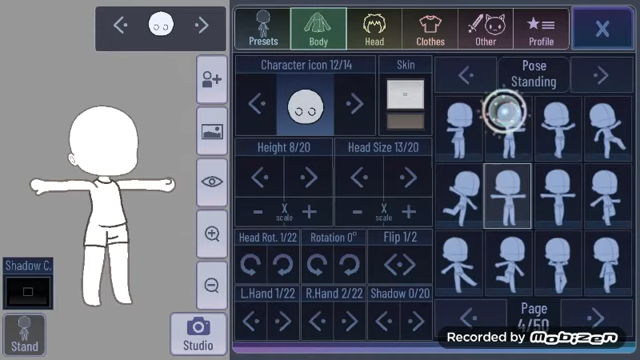 Presets
Body
Head
Clothes
Other
Profile
X
Character icon 12/14
Skin
Pose
Standing
Height 8/20
Head Size 13/20
X
scale
X
scale
Head Rot. 1/22
Rotation 0°
Flip 1/2
L.Hand 1/22
R.Hand 2/22
Shadow 0/20
Page
4/50
Shadow C.
Stand
Studio
Recorded by MOBIZEN